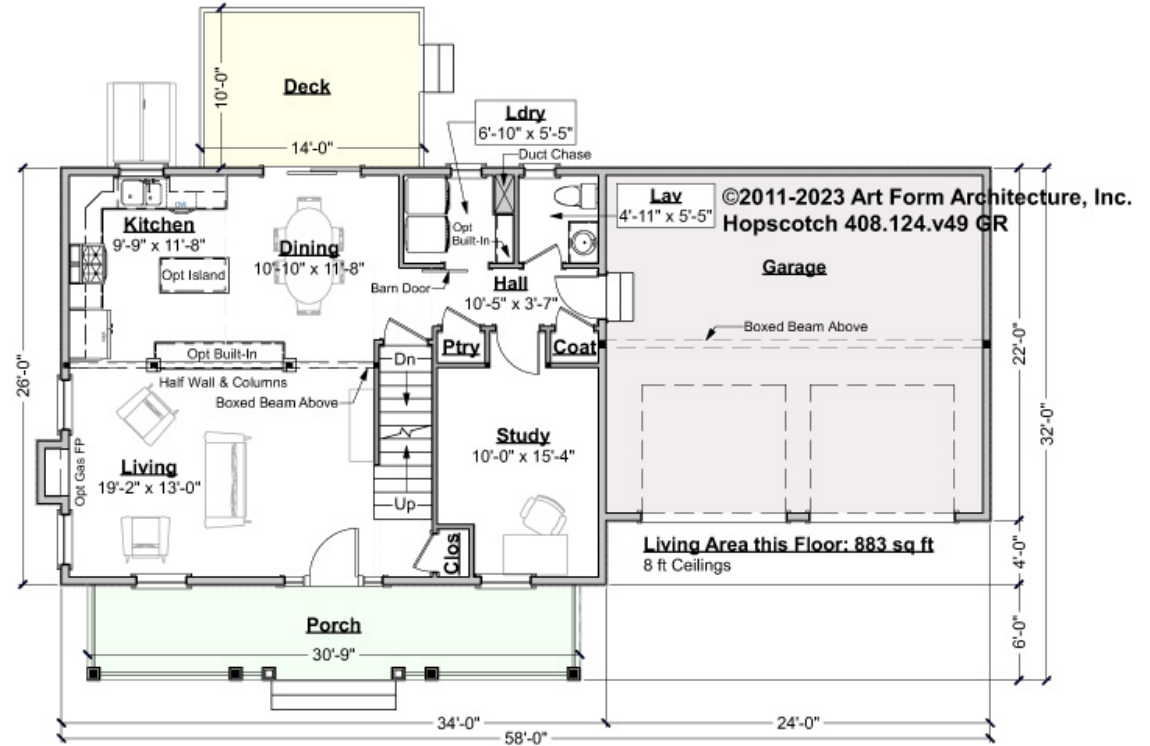 Deck
10'-0"
14'-0"
Ldry
6'-10" x 5'-5"
Duct Chase
Lav
4'-11" x 5'-5"
©2011-2023 Art Form Architecture, Inc.
Hopscotch 408.124.v49 GR
Kitchen
9'-9" x 11'-8"
DW
Opt Island
Dining
10'-10" x 11'-8"
Opt
Built-In
Barn Door
Hall
10'-5" x 3'-7"
Garage
Boxed Beam Above
Ptry
Coat
Opt Built-In
Half Wall & Columns
Boxed Beam Above
Dn
Up
26'-0"
22'-0"
32'-0"
Opt Gas FP
Living
19'-2" x 13'-0"
Study
10'-0" x 15'-4"
Clos
Living Area this Floor: 883 sq ft
8 ft Ceilings
4'-0"
Porch
30'-9"
6'-0"
34'-0"
24'-0"
58'-0"